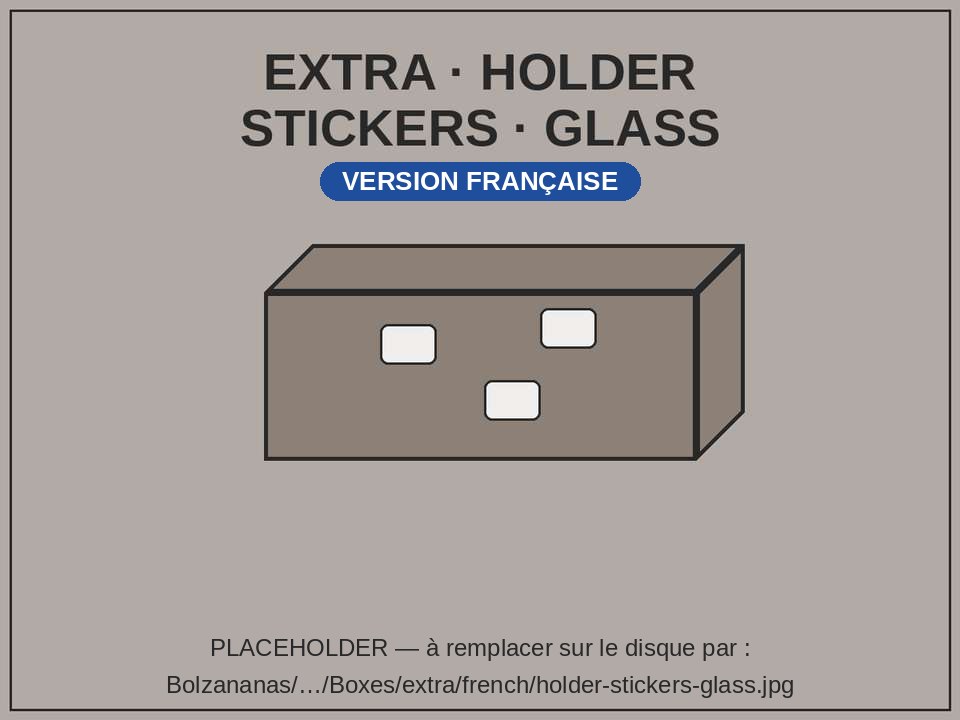 EXTRA · HOLDER
STICKERS · GLASS
VERSION FRANÇAISE
PLACEHOLDER — à remplacer sur le disque par :
Bolzananas/…/Boxes/extra/french/holder-stickers-glass.jpg